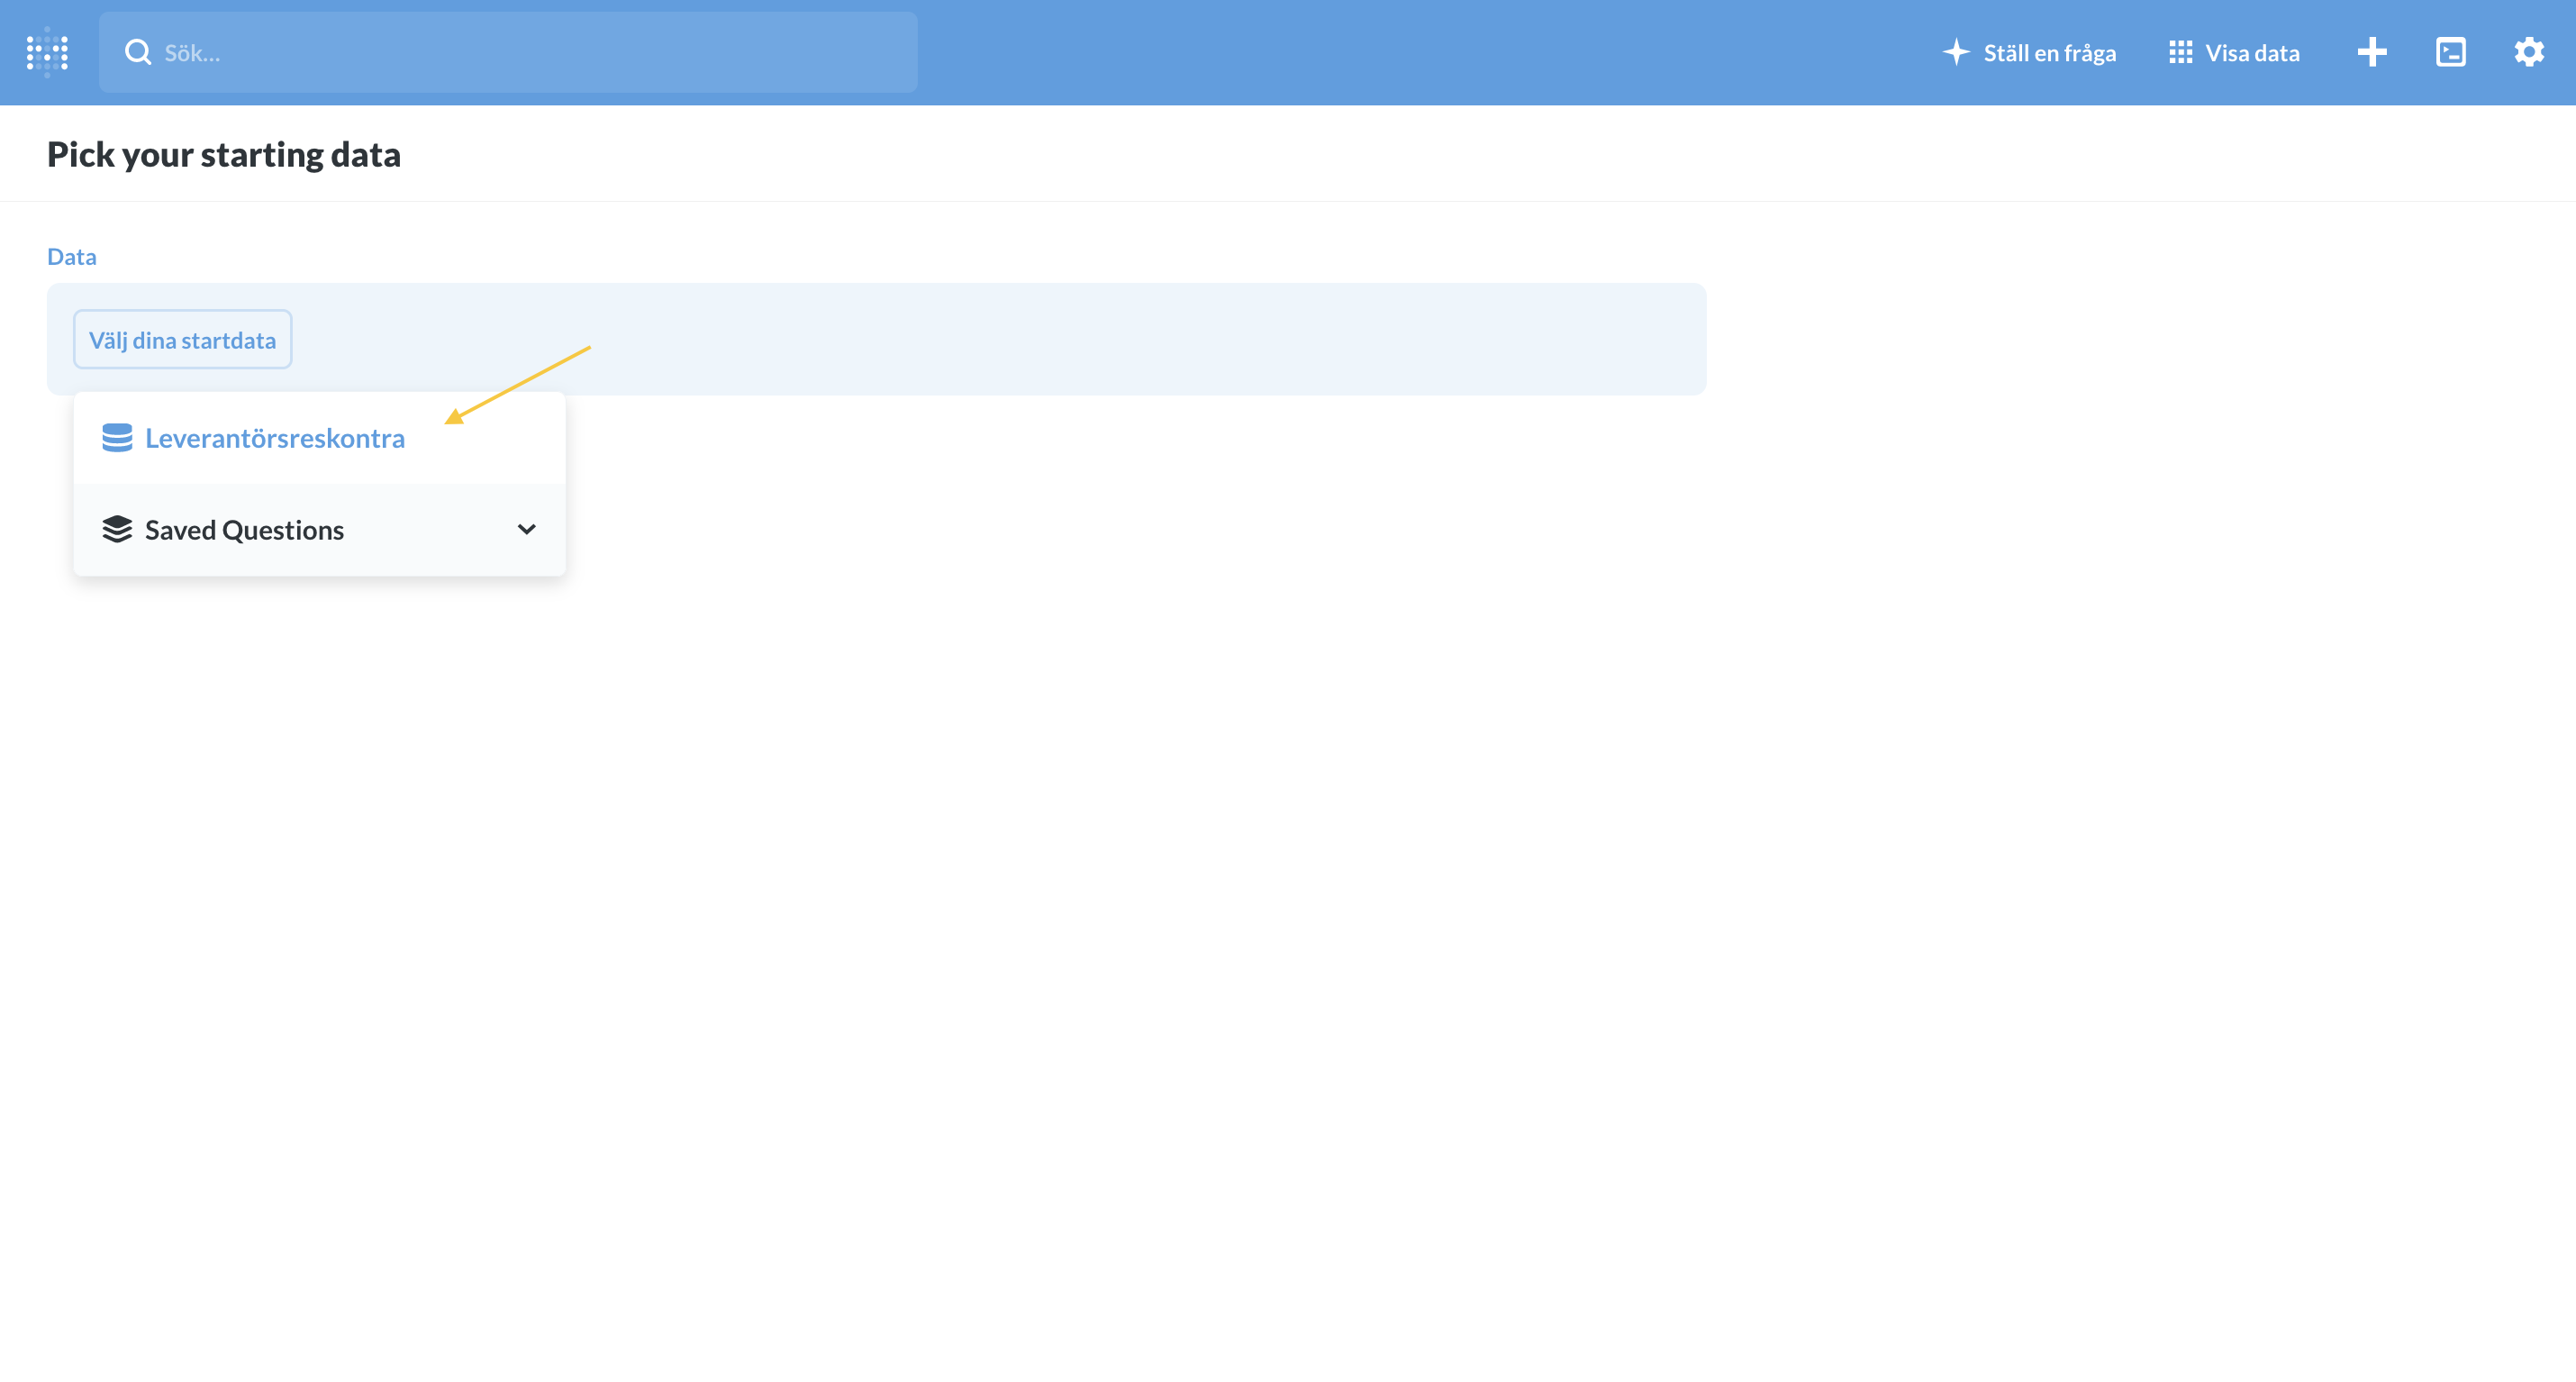 Sök...
Ställ en fråga
Visa data
Pick your starting data
Data
Välj dina startdata
Leverantörsreskontra
Saved Questions